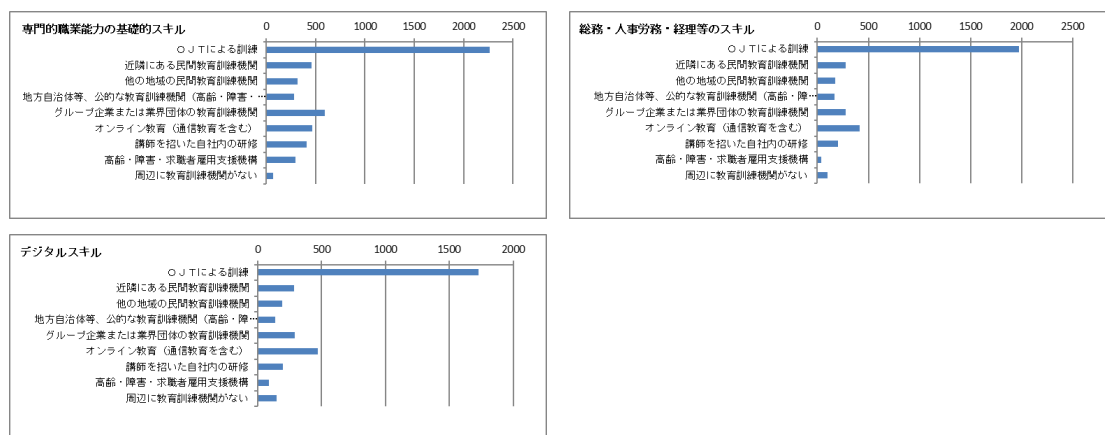 専門的職業能力の基礎的スキル
0 500 1000 1500 2000 2500
OJTによる訓練
近隣にある民間教育訓練機関
他の地域の民間教育訓練機関
地方自治体等、公的な教育訓練機関（高齢・障害・…
グループ企業または業界団体の教育訓練機関
オンライン教育（通信教育を含む）
講師を招いた自社内の研修
高齢・障害・求職者雇用支援機構
周辺に教育訓練機関がない
総務・人事労務・経理等のスキル
0 500 1000 1500 2000 2500
OJTによる訓練
近隣にある民間教育訓練機関
他の地域の民間教育訓練機関
地方自治体等、公的な教育訓練機関（高齢・障…
グループ企業または業界団体の教育訓練機関
オンライン教育（通信教育を含む）
講師を招いた自社内の研修
高齢・障害・求職者雇用支援機構
周辺に教育訓練機関がない
デジタルスキル
0 500 1000 1500 2000
OJTによる訓練
近隣にある民間教育訓練機関
他の地域の民間教育訓練機関
地方自治体等、公的な教育訓練機関（高齢・障…
グループ企業または業界団体の教育訓練機関
オンライン教育（通信教育を含む）
講師を招いた自社内の研修
高齢・障害・求職者雇用支援機構
周辺に教育訓練機関がない